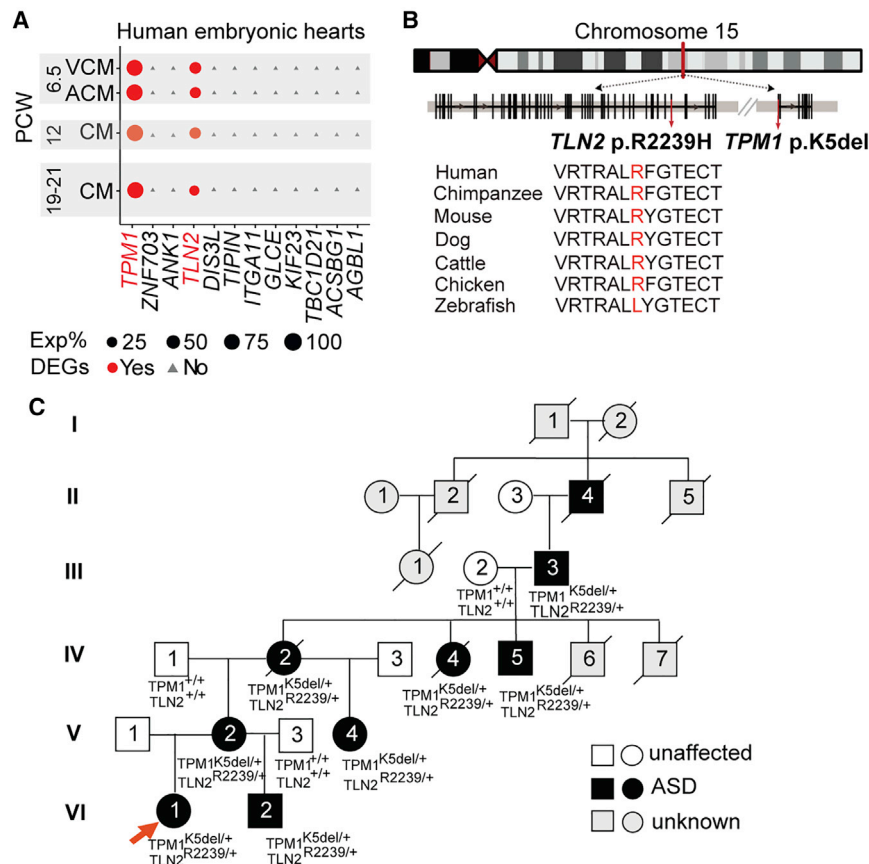 A
Human embryonic hearts
PCW
6.5
VCM
ACM
12
CM
19-21
CM
TPM1
ZNF703
ANK1
TLN2
DIS3L
TIPIN
ITGA11
GLCE
KIF23
TBC1D21
ACSBG1
AGBL1
Exp% 25 50 75 100
DEGs Yes No
B
Chromosome 15
TLN2 p.R2239H TPM1 p.K5del
Human VRTRALRFGTECT
Chimpanzee VRTRALRFGTECT
Mouse VRTRALRYGTECT
Dog VRTRALRYGTECT
Cattle VRTRALRYGTECT
Chicken VRTRALRFGTECT
Zebrafish VRTRALLYGTECT
C
I
1 2
II
1 2 3 4 5
III
1 2 3
TPM1+/+ TPM1K5del/+
TLN2+/+ TLN2R2239/+
IV
1 2 3 4 5 6 7
TPM1+/+ TPM1K5del/+ TPM1K5del/+ TPM1K5del/+
TLN2+/+ TLN2R2239/+ TLN2R2239/+ TLN2R2239/+
V
1 2 3 4
TPM1K5del/+ TPM1+/+ TPM1K5del/+
TLN2R2239/+ TLN2+/+ TLN2R2239/+
unaffected
ASD
unknown
VI
1 2
TPM1K5del/+ TPM1K5del/+
TLN2R2239/+ TLN2R2239/+